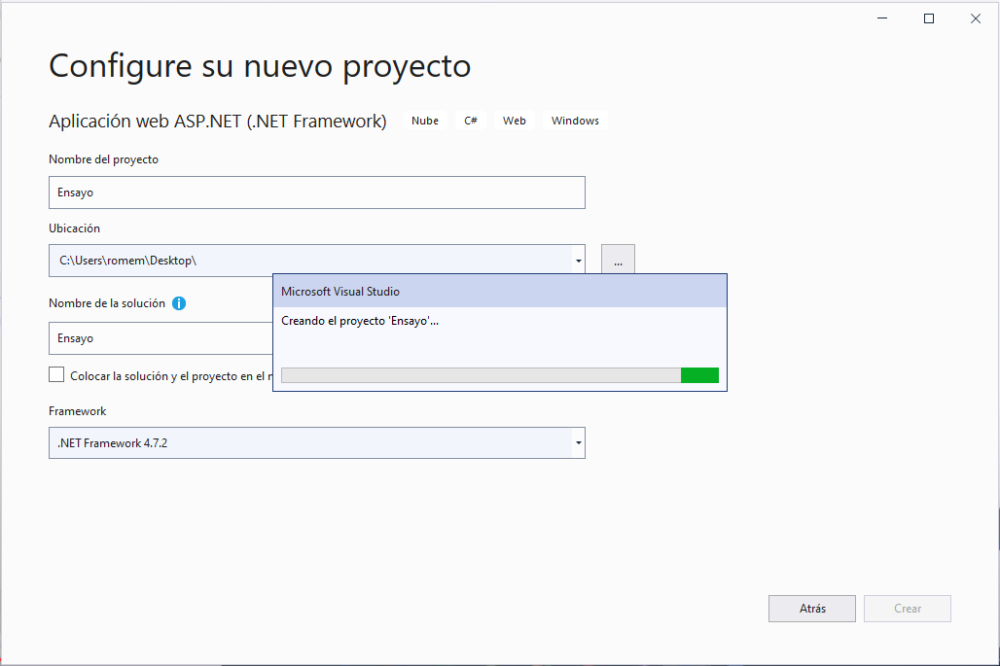 Configure su nuevo proyecto
Aplicación web ASP.NET (.NET Framework) Nube C# Web Windows
Nombre del proyecto
Ensayo
Ubicación
C:\Users\romem\Desktop\
...
Nombre de la solución
Ensayo
Colocar la solución y el proyecto en el
Microsoft Visual Studio
Creando el proyecto 'Ensayo'...
Framework
.NET Framework 4.7.2
Atrás
Crear